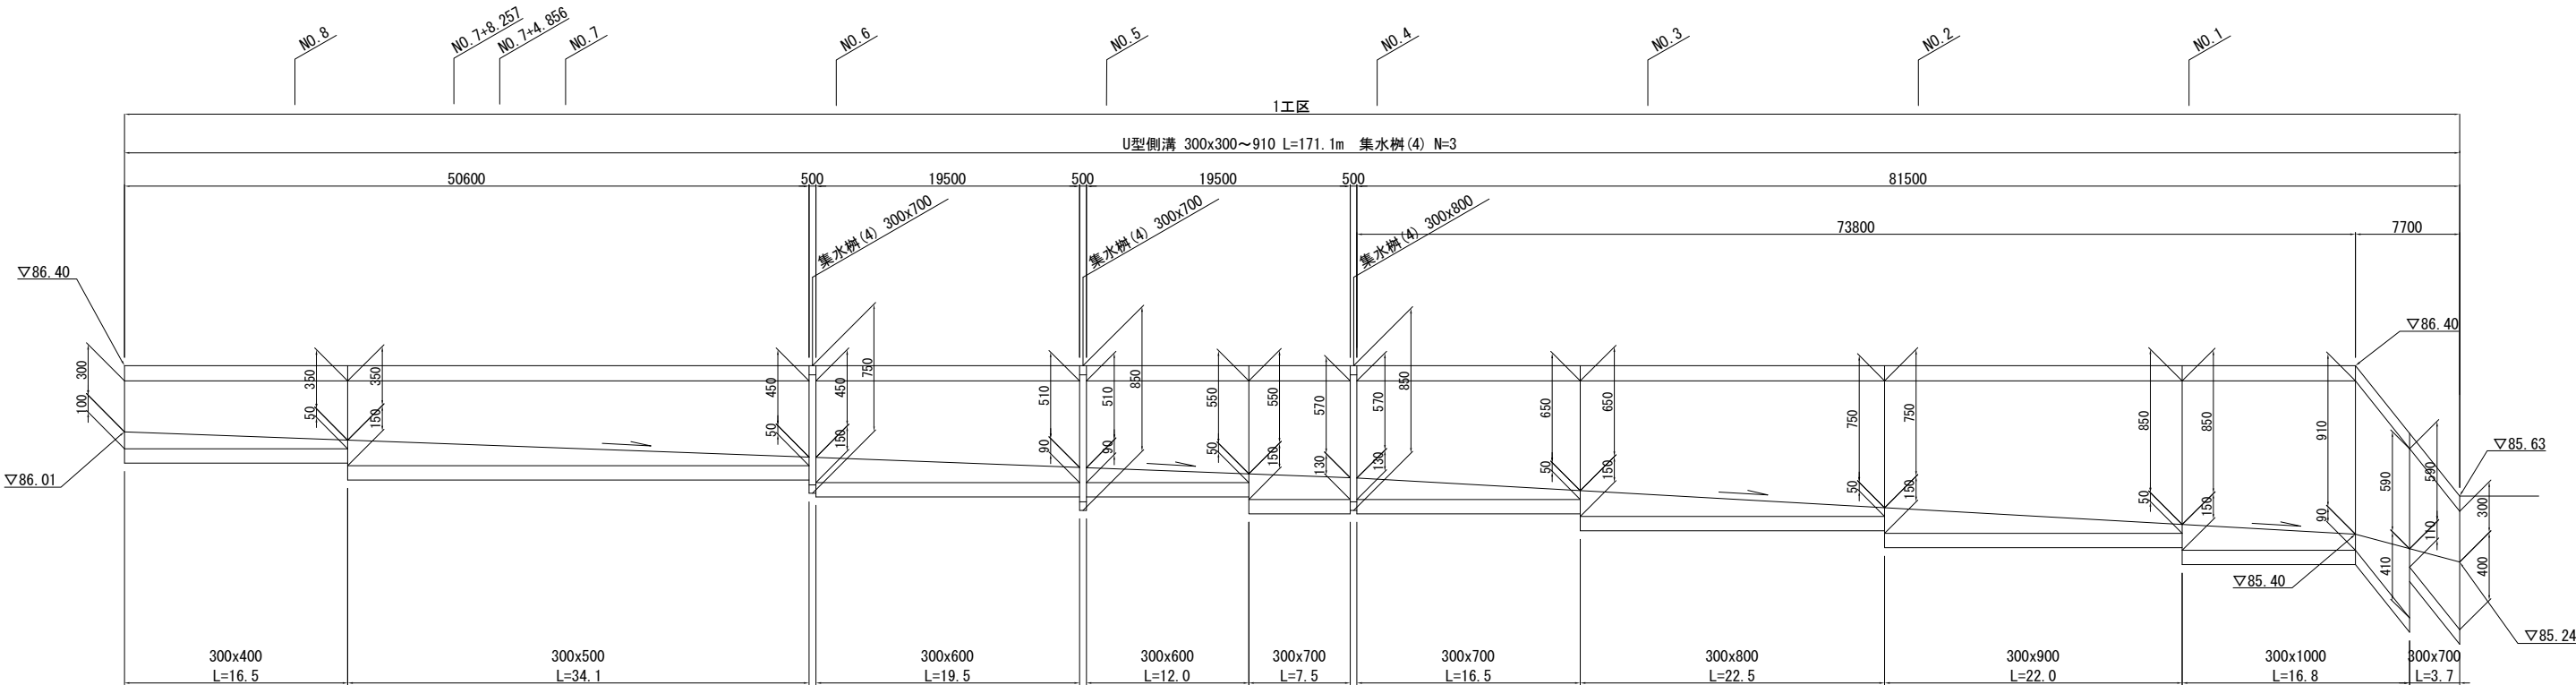 NO.8
NO.7+8.257
NO.7+4.856
NO.7
NO.6
NO.5
NO.4
NO.3
NO.2
NO.1
1工区
U型側溝 300x300～910 L=171.1m 集水桝(4) N=3
50600
500
19500
500
19500
500
81500
73800
7700
集水桝(4) 300x700
集水桝(4) 300x700
集水桝(4) 300x800
▽86.40
▽86.01
300
100
350
50
350
150
450
50
450
150
750
510
90
510
90
850
550
50
550
150
570
130
570
130
850
650
50
650
150
750
50
750
150
850
50
850
150
910
90
▽86.40
▽85.40
590
410
590
110
300
400
▽85.63
▽85.24
300x400
L=16.5
300x500
L=34.1
300x600
L=19.5
300x600
L=12.0
300x700
L=7.5
300x700
L=16.5
300x800
L=22.5
300x900
L=22.0
300x1000
L=16.8
300x700
L=3.7